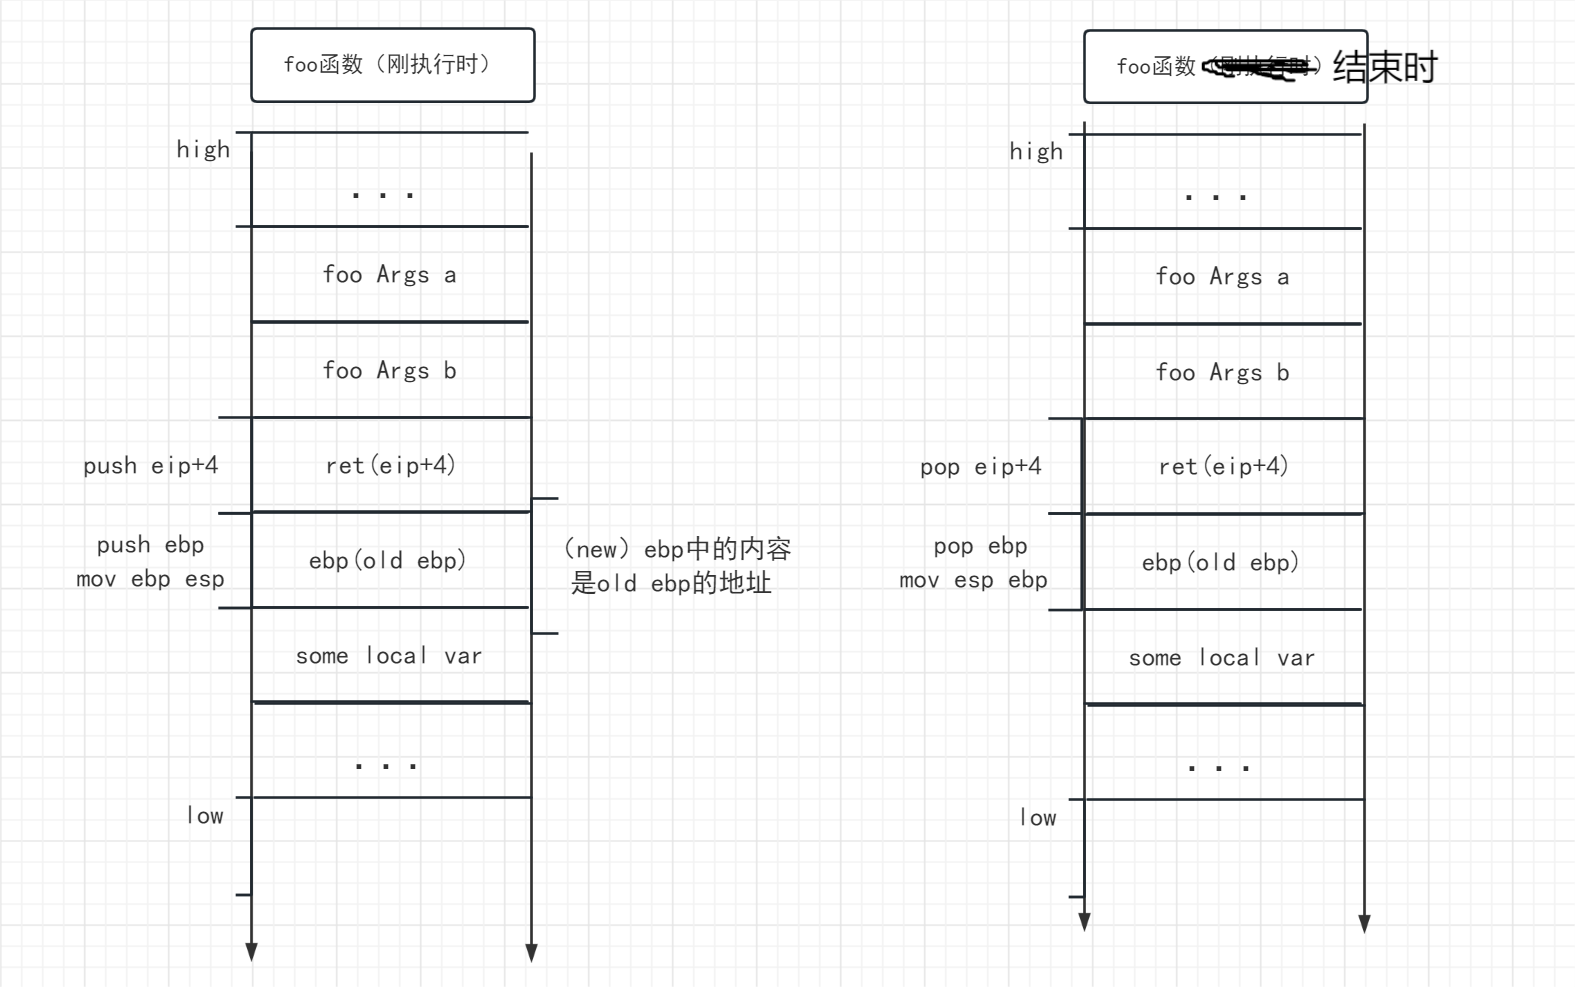 foo函数（刚执行时）
high
...
foo Args a
foo Args b
push eip+4
ret(eip+4)
push ebp
mov ebp esp
ebp(old ebp)
（new）ebp中的内容
是old ebp的地址
some local var
...
low
foo函数（刚执行时）结束时
high
...
foo Args a
foo Args b
pop eip+4
ret(eip+4)
pop ebp
mov esp ebp
ebp(old ebp)
some local var
...
low